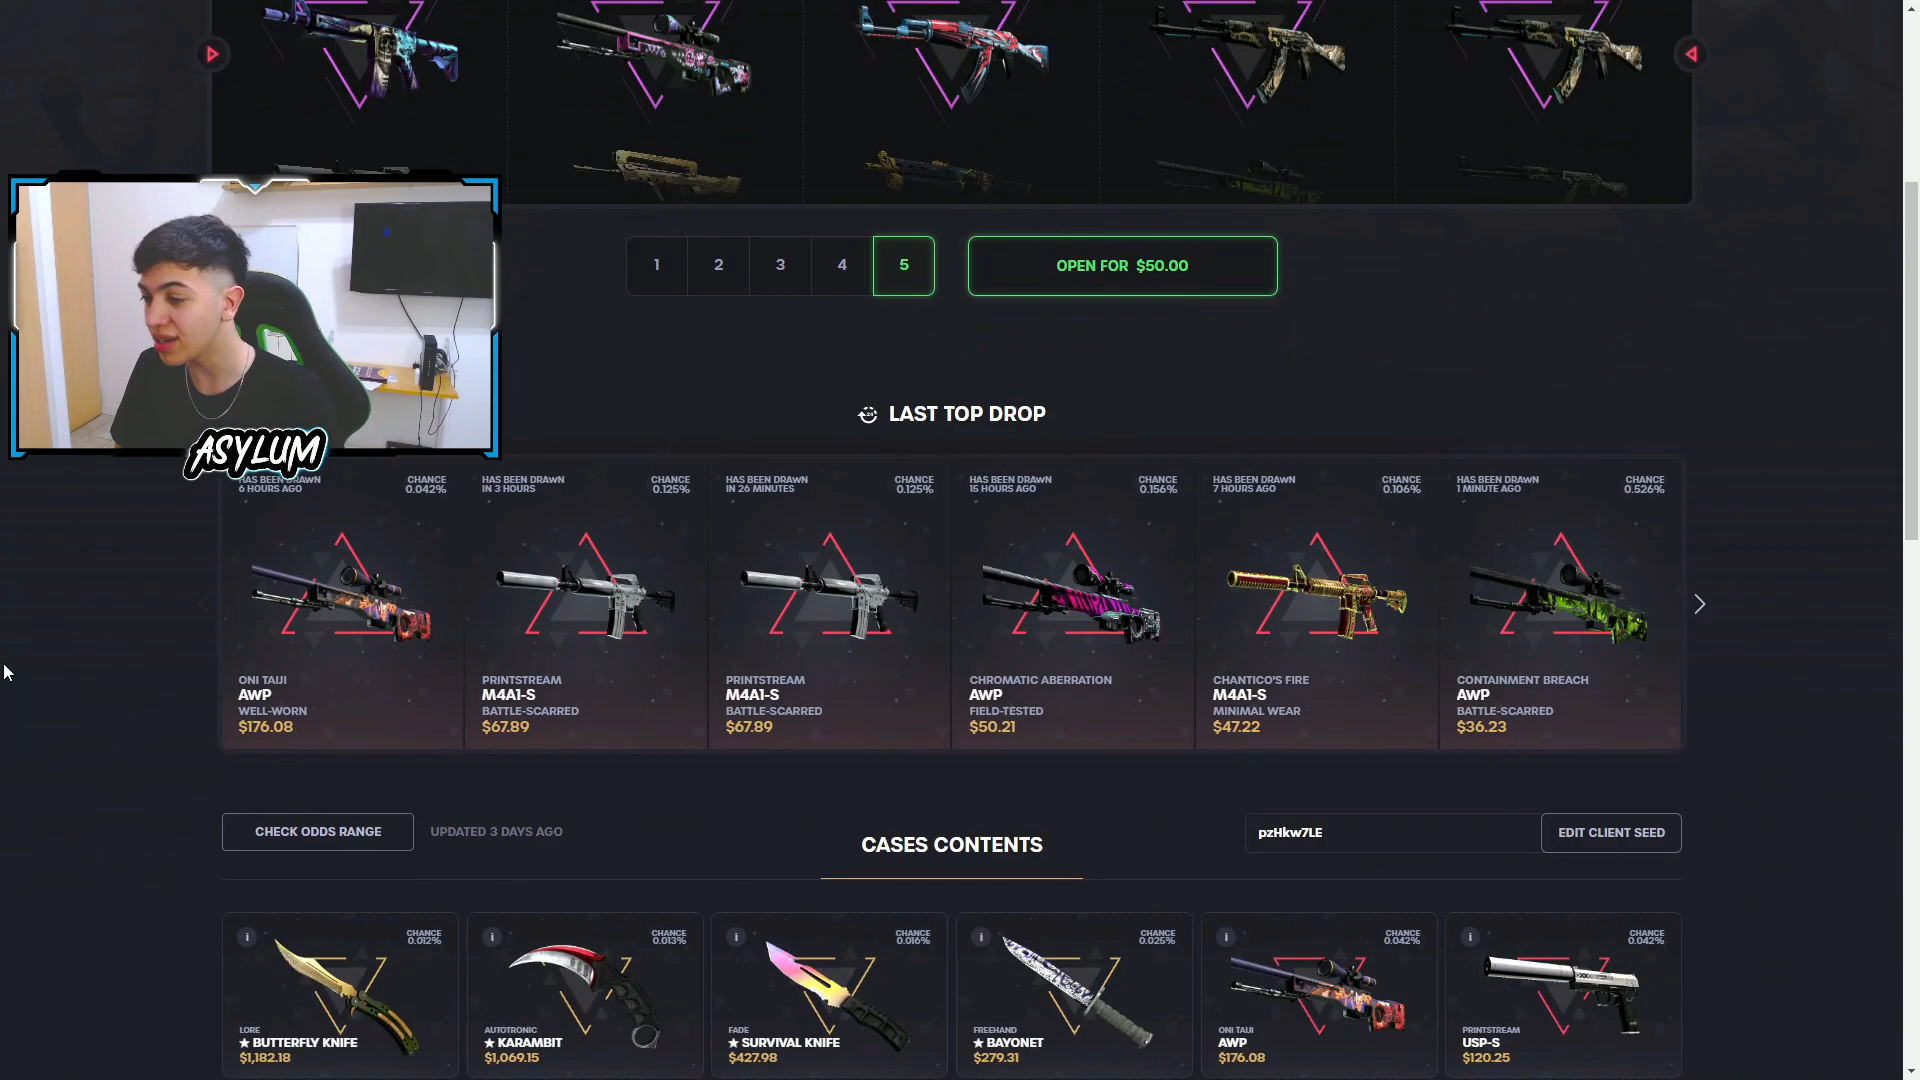 1
2
3
4
5
OPEN FOR $50.00
ASYLUM
LAST TOP DROP
HAS BEEN DRAWN
6 HOURS AGO
CHANCE
0.042%
ONI TAIJI
AWP
WELL-WORN
$176.08
HAS BEEN DRAWN
IN 3 HOURS
CHANCE
0.125%
PRINTSTREAM
M4A1-S
BATTLE-SCARRED
$67.89
HAS BEEN DRAWN
IN 26 MINUTES
CHANCE
0.125%
PRINTSTREAM
M4A1-S
BATTLE-SCARRED
$67.89
HAS BEEN DRAWN
15 HOURS AGO
CHANCE
0.156%
CHROMATIC ABERRATION
AWP
FIELD-TESTED
$50.21
HAS BEEN DRAWN
7 HOURS AGO
CHANCE
0.106%
CHANTICO'S FIRE
M4A1-S
MINIMAL WEAR
$47.22
HAS BEEN DRAWN
1 MINUTE AGO
CHANCE
0.526%
CONTAINMENT BREACH
AWP
BATTLE-SCARRED
$36.23
CHECK ODDS RANGE
UPDATED 3 DAYS AGO
CASES CONTENTS
pzHkw7LE
EDIT CLIENT SEED
i
CHANCE
0.012%
LORE
★ BUTTERFLY KNIFE
$1,182.18
i
CHANCE
0.013%
AUTOTRONIC
★ KARAMBIT
$1,069.15
i
CHANCE
0.016%
FADE
★ SURVIVAL KNIFE
$427.98
i
CHANCE
0.025%
FREEHAND
★ BAYONET
$279.31
i
CHANCE
0.042%
ONI TAIJI
AWP
$176.08
i
CHANCE
0.042%
PRINTSTREAM
USP-S
$120.25